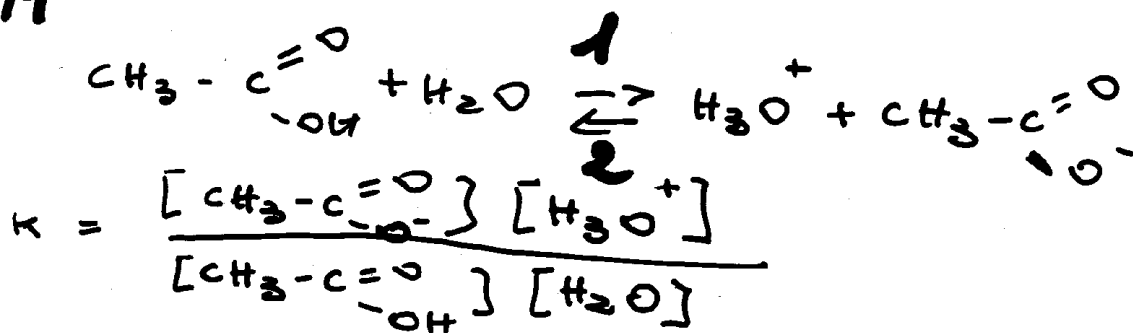 1
CH3 - C =O -OH + H2O ⇄ H3O+ + CH3 - C =O -O-
2
K = [CH3-C =O -O-] [H3O+]
[CH3-C =O -OH] [H2O]